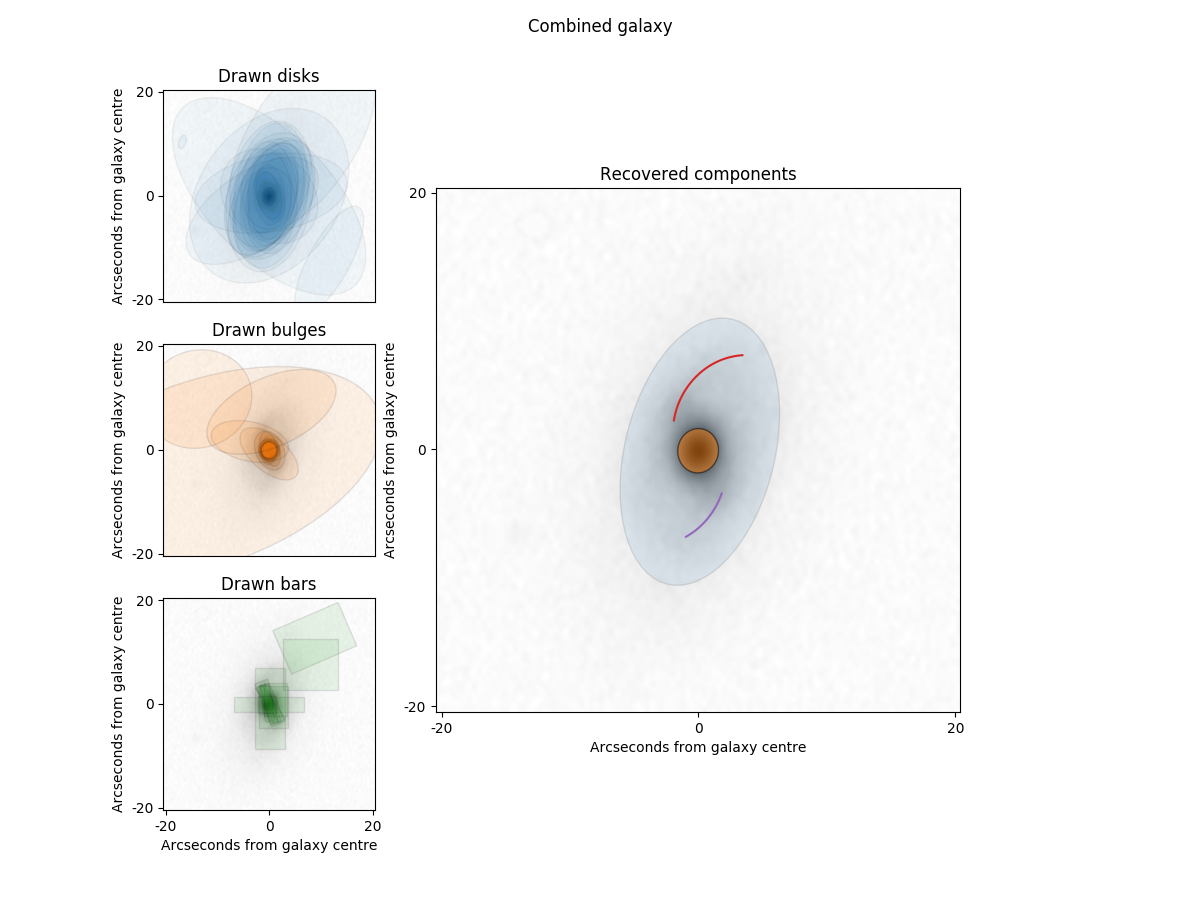 Combined galaxy
Drawn disks
20
0
-20
Arcseconds from galaxy centre
Drawn bulges
20
0
-20
Arcseconds from galaxy centre
Drawn bars
20
0
-20
Arcseconds from galaxy centre
-20 0 20
Arcseconds from galaxy centre
Recovered components
20
0
-20
Arcseconds from galaxy centre
-20 0 20
Arcseconds from galaxy centre